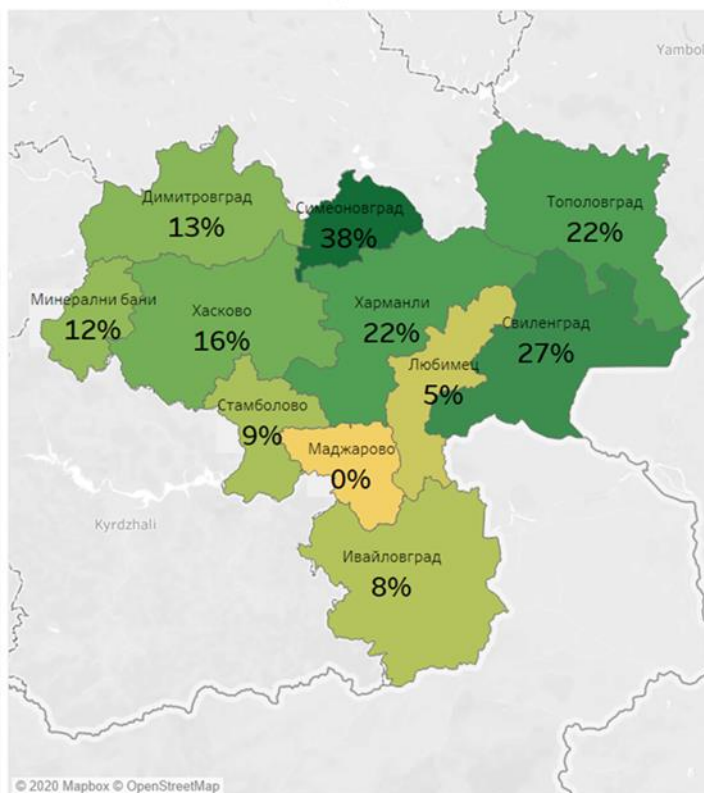 Yambol
Димитровград
13%
Симеоновград
38%
Тополовград
22%
Минерални бани
12%
Хасково
16%
Харманли
22%
Свиленград
27%
Любимец
5%
Стамболово
9%
Маджарово
0%
Kyrdzhali
Ивайловград
8%
© 2020 Mapbox © OpenStreetMap